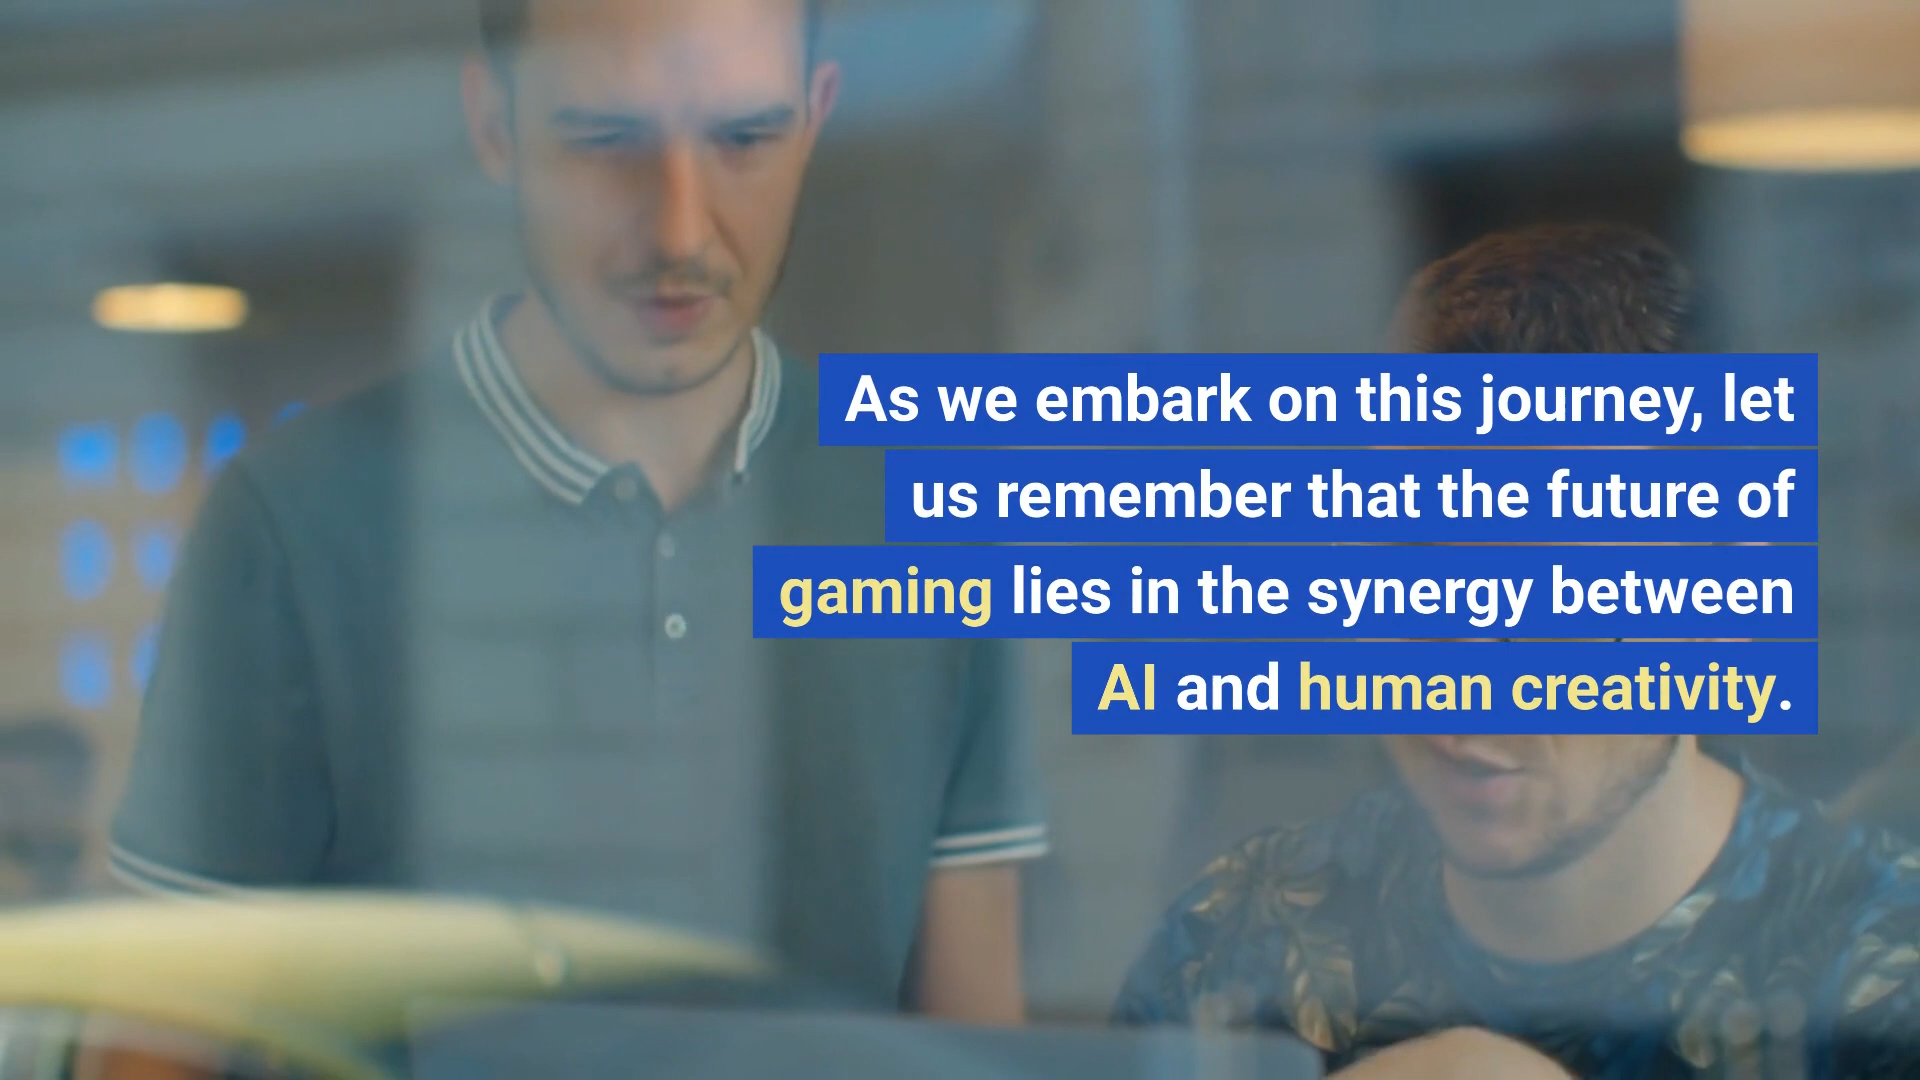 As we embark on this journey, let
us remember that the future of
gaming lies in the synergy between
AI and human creativity.